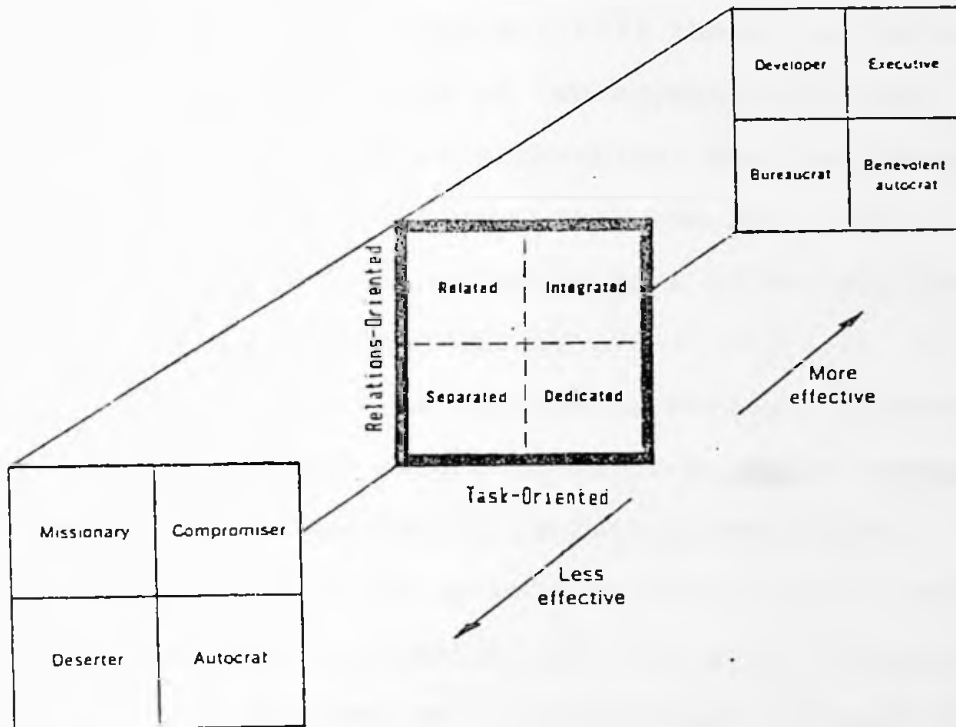 Developer
Executive
Bureaucrat
Benevolent
autocrat
Relations-Oriented
Related
Integrated
Separated
Dedicated
Task-Oriented
More
effective
Less
effective
Missionary
Compromiser
Deserter
Autocrat